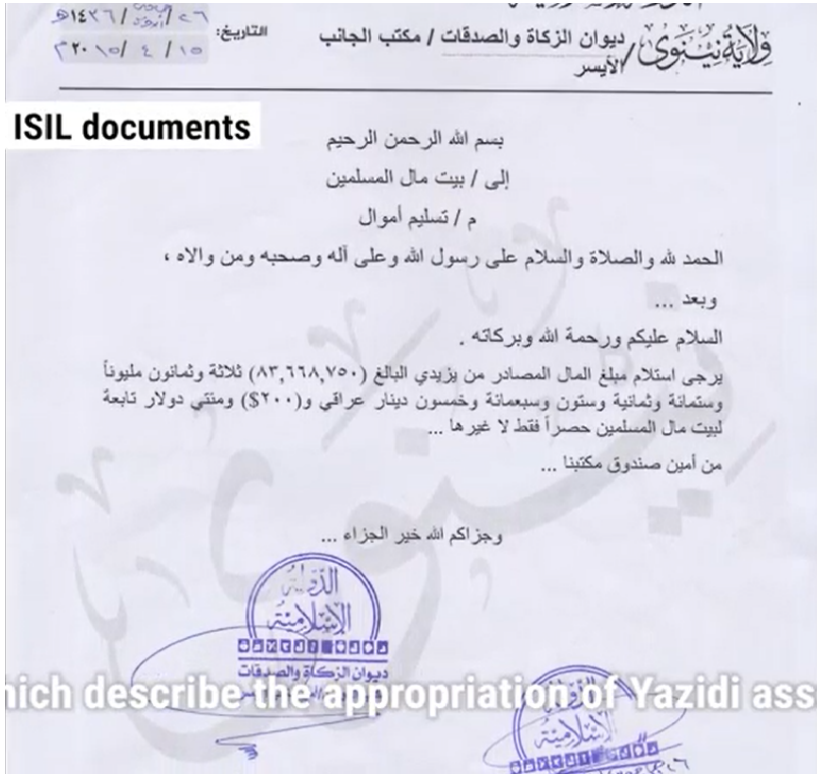 ولاية نينوى / ديوان الزكاة والصدقات / مكتب الجانب
الأيسر
التاريخ: ٢٦ / / ١٤٣٦هـ
١٥ / ٤ / ٢٠١٥م
ISIL documents
بسم الله الرحمن الرحيم
إلى / بيت مال المسلمين
م / تسليم أموال
الحمد لله والصلاة والسلام على رسول الله وعلى آله وصحبه ومن والاه ،
وبعد ...
السلام عليكم ورحمة الله وبركاته .
يرجى استلام مبلغ المال المصادر من يزيدي البالغ (٨٣,٦٦٨,٧٥٠) ثلاثة وثمانون مليوناً
وستمائة وثمانية وستون وسبعمائة وخمسون دينار عراقي و(٢٠٠$) ومئتي دولار تابعة
لبيت مال المسلمين حصراً فقط لا غيرها ...
من أمين صندوق مكتبنا ...
وجزاكم الله خير الجزاء ...
الدولة
الإسلامية
ديوان الزكاة والصدقات
hich describe the appropriation of Yazidi ass
الدولة
الإسلامية
نينوى